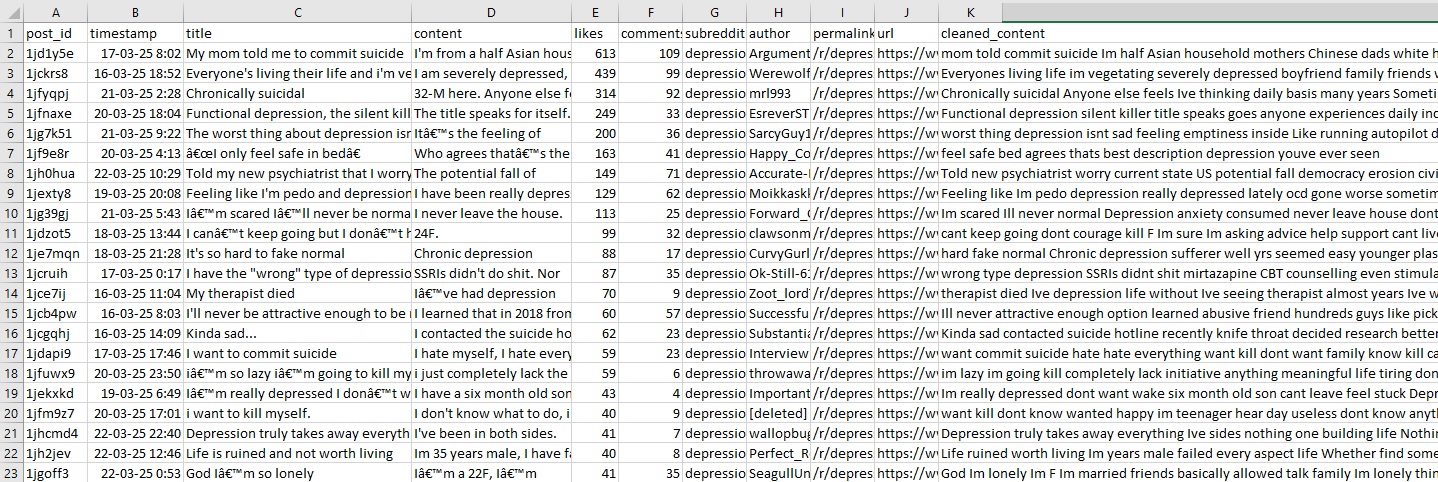 A B C D E F G H I J K
1 post_id timestamp title content likes comments subreddit author permalink url cleaned_content
2 1jd1y5e 17-03-25 8:02 My mom told me to commit suicide I'm from a half Asian hous 613 109 depressio Argument /r/depres https://w mom told commit suicide Im half Asian household mothers Chinese dads white h
3 1jckrs8 16-03-25 18:52 Everyone's living their life and i'm ve I am severely depressed, 439 99 depressio Werewolf /r/depres https://w Everyones living life im vegetating severely depressed boyfriend family friends w
4 1jfyqpj 21-03-25 2:28 Chronically suicidal 32-M here. Anyone else f 314 92 depressio mrl993 /r/depres https://w Chronically suicidal Anyone else feels Ive thinking daily basis many years Someti
5 1jfnaxe 20-03-25 18:04 Functional depression, the silent kill The title speaks for itself. 249 33 depressio EsreverST /r/depres https://w Functional depression silent killer title speaks goes anyone experiences daily inc
6 1jg7k51 21-03-25 9:22 The worst thing about depression isn Itâ€™s the feeling of 200 36 depressio SarcyGuy1 /r/depres https://w worst thing depression isnt sad feeling emptiness inside Like running autopilot d
7 1jf9e8r 20-03-25 4:13 â€œI only feel safe in bedâ€ Who agrees thatâ€™s the 163 41 depressio Happy_Co /r/depres https://w feel safe bed agrees thats best description depression youve ever seen
8 1jh0hua 22-03-25 10:29 Told my new psychiatrist that I worry The potential fall of 149 71 depressio Accurate- /r/depres https://w Told new psychiatrist worry current state US potential fall democracy erosion civi
9 1jexty8 19-03-25 20:08 Feeling like I'm pedo and depression I have been really depres 129 62 depressio Moikkaskl /r/depres https://w Feeling like Im pedo depression really depressed lately ocd gone worse sometim
10 1jg39gj 21-03-25 5:43 Iâ€™m scared Iâ€™ll never be norma I never leave the house. 113 25 depressio Forward_ /r/depres https://w Im scared Ill never normal Depression anxiety consumed never leave house dont
11 1jdzot5 18-03-25 13:44 I canâ€™t keep going but I donâ€™t h 24F. 99 32 depressio clawsonm /r/depres https://w cant keep going dont courage kill F Im sure Im asking advice help support cant live
12 1je7mqn 18-03-25 21:28 It's so hard to fake normal Chronic depression 88 17 depressio CurvyGurl /r/depres https://w hard fake normal Chronic depression sufferer well yrs seemed easy younger plas
13 1jcruih 17-03-25 0:17 I have the "wrong" type of depressio SSRIs didn't do shit. Nor 87 35 depressio Ok-Still-6 /r/depres https://w wrong type depression SSRIs didnt shit mirtazapine CBT counselling even stimula
14 1jce7ij 16-03-25 11:04 My therapist died Iâ€™ve had depression 70 9 depressio Zoot_lord /r/depres https://w therapist died Ive depression life without Ive seeing therapist almost years Ive w
15 1jcb4pw 16-03-25 8:03 I'll never be attractive enough to be I learned that in 2018 from 60 57 depressio Successfu /r/depres https://w Ill never attractive enough option learned abusive friend hundreds guys like pick
16 1jcgqhj 16-03-25 14:09 Kinda sad... I contacted the suicide ho 62 23 depressio Substantia /r/depres https://w Kinda sad contacted suicide hotline recently knife throat decided research better
17 1jdapi9 17-03-25 17:46 I want to commit suicide I hate myself, I hate every 59 23 depressio Interview /r/depres https://w want commit suicide hate hate everything want kill dont want family know kill ca
18 1jfuwx9 20-03-25 23:50 iâ€™m so lazy iâ€™m going to kill my i just completely lack the 59 6 depressio throwawa /r/depres https://w im lazy im going kill completely lack initiative anything meaningful life tiring don
19 1jekxkd 19-03-25 6:49 Iâ€™m really depressed I donâ€™t w I have a six month old son 43 4 depressio Important /r/depres https://w Im really depressed dont want wake six month old son cant leave feel stuck Depr
20 1jfm9z7 20-03-25 17:01 i want to kill myself. I don't know what to do, i 40 9 depressio [deleted] /r/depres https://w want kill dont know wanted happy im teenager hear day useless dont know anyt
21 1jhcmd4 22-03-25 22:40 Depression truly takes away everyth I've been in both sides. 41 7 depressio wallopbug /r/depres https://w Depression truly takes away everything Ive sides nothing one building life Nothin
22 1jh2jev 22-03-25 12:46 Life is ruined and not worth living Im 35 years male, I have fa 40 8 depressio Perfect_R /r/depres https://w Life ruined worth living Im years male failed every aspect life Whether find some
23 1jgoff3 22-03-25 0:53 God Iâ€™m so lonely Iâ€™m a 22F, Iâ€™m 41 35 depressio SeagullUn /r/depres https://w God Im lonely Im F Im married friends basically allowed talk family Im lonely thin